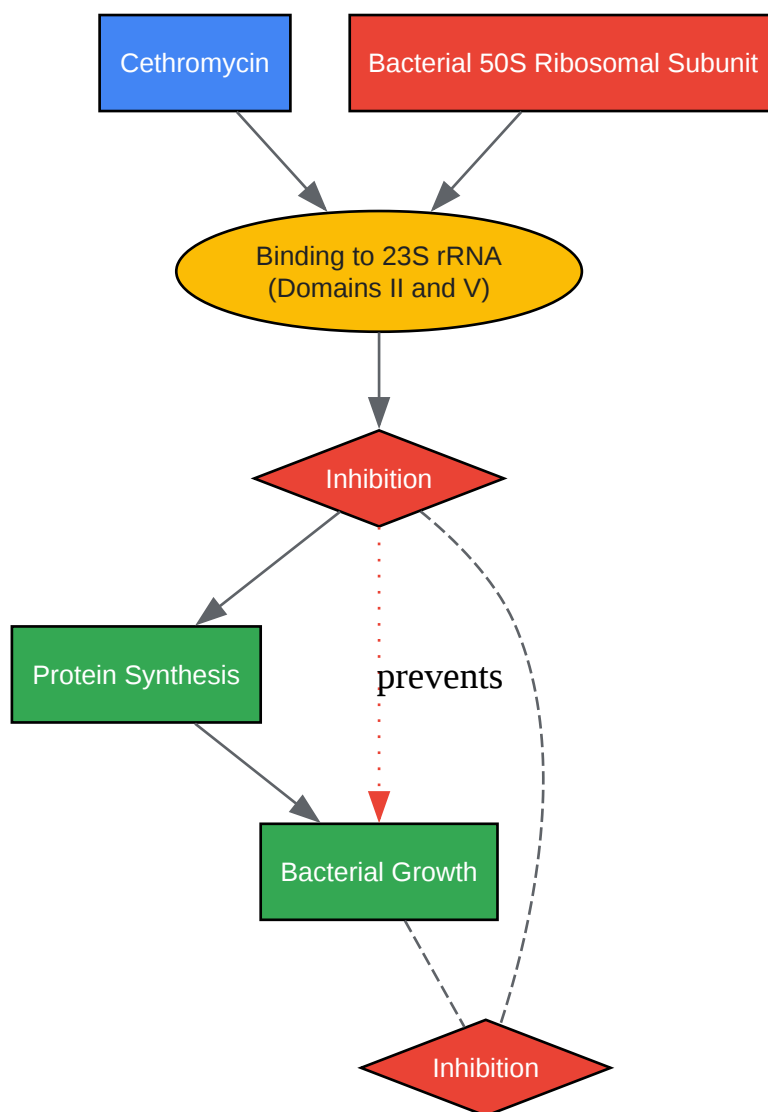 Cethromycin
Bacterial 50S Ribosomal Subunit
Binding to 23S rRNA
(Domains II and V)
Inhibition
Protein Synthesis
prevents
Bacterial Growth
Inhibition